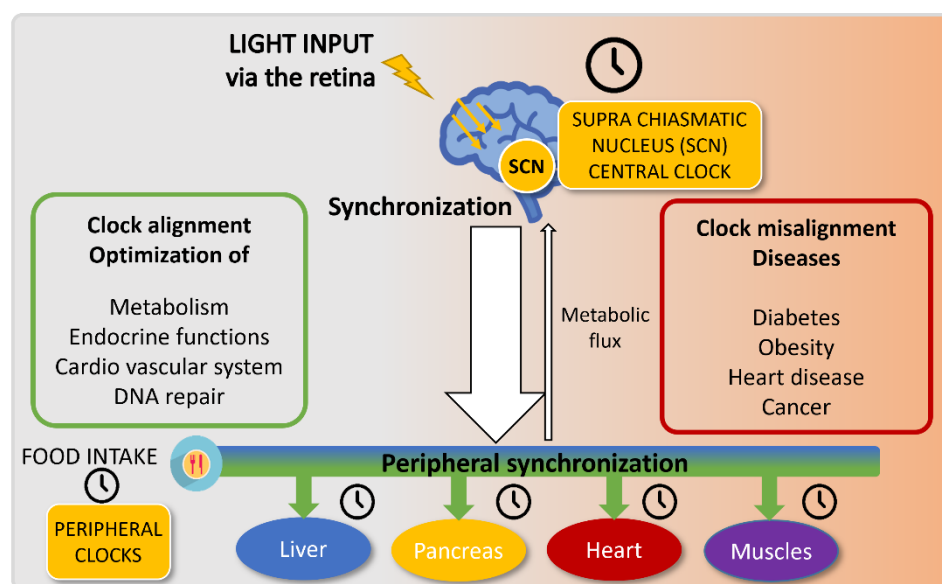 LIGHT INPUT
via the retina
SUPRA CHIASMATIC
NUCLEUS (SCN)
CENTRAL CLOCK
SCN
Synchronization
Clock alignment
Optimization of
Metabolism
Endocrine functions
Cardio vascular system
DNA repair
Metabolic
flux
Clock misalignment
Diseases
Diabetes
Obesity
Heart disease
Cancer
FOOD INTAKE
Peripheral synchronization
PERIPHERAL
CLOCKS
Liver
Pancreas
Heart
Muscles